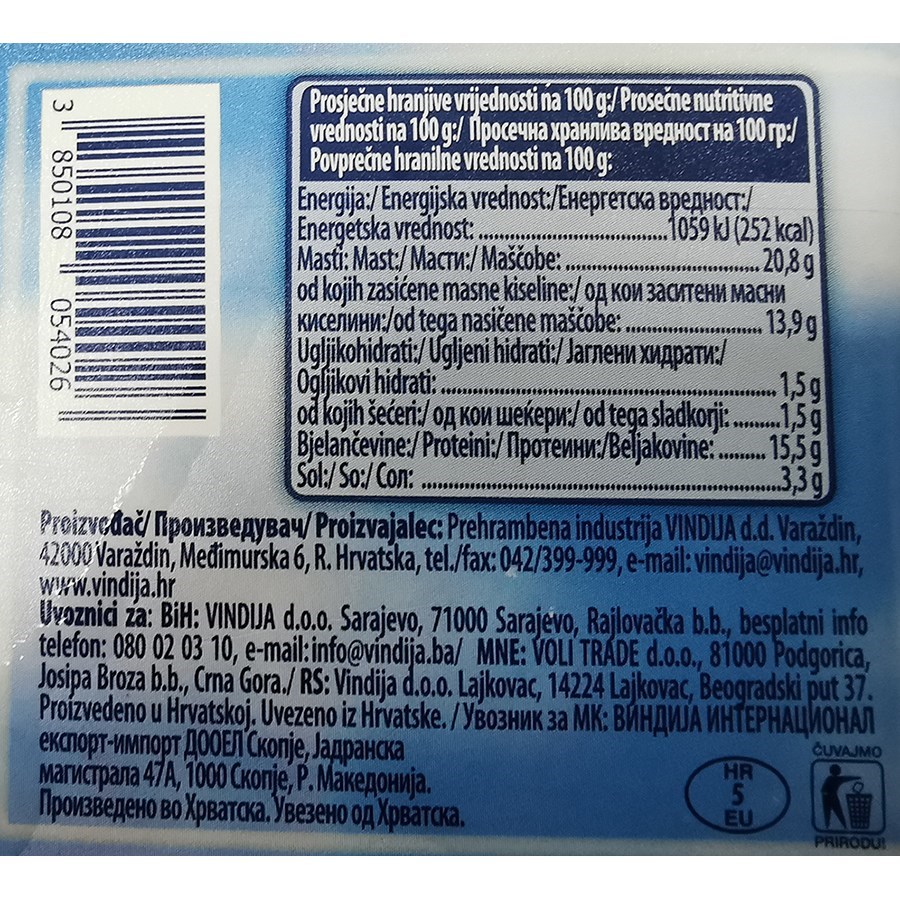 3 850108 054026
Prosječne hranjive vrijednosti na 100 g:/ Prosečne nutritivne
vrednosti na 100 g:/ Просечна хранлива вредност на 100 гр:/
Povprečne hranilne vrednosti na 100 g:
Energija:/ Energijska vrednost:/Енергетска вредност:/
Energetska vrednost: ........................ 1059 kJ (252 kcal)
Masti: Mast:/ Масти:/ Maščobe: ........................ 20,8 g
od kojih zasićene masne kiseline:/ од кои заситени масни
киселини:/od tega nasičene maščobe: ........................ 13,9 g
Ugljikohidrati:/ Ugljeni hidrati:/ Јаглени хидрати:/
Ogljikovi hidrati: ........................ 1,5 g
od kojih šećeri:/ од кои шеќери:/ od tega sladkorji: .........1,5 g
Bjelančevine:/ Proteini:/ Протеини:/Beljakovine: ......... 15,5 g
Sol:/ So:/ Сол: ........................3,3 g
Proizvođač/ Произведувач/ Proizvajalec: Prehrambena industrija VINDIJA d.d. Varaždin,
42000 Varaždin, Međimurska 6, R. Hrvatska, tel./fax: 042/399-999, e-mail: vindija@vindija.hr,
www.vindija.hr
Uvoznici za: BiH: VINDIJA d.o.o. Sarajevo, 71000 Sarajevo, Rajlovačka b.b., besplatni info
telefon: 080 02 03 10, e-mail: info@vindija.ba/ MNE: VOLI TRADE d.o.o., 81000 Podgorica,
Josipa Broza b.b., Crna Gora./ RS: Vindija d.o.o. Lajkovac, 14224 Lajkovac, Beogradski put 37.
Proizvedeno u Hrvatskoj. Uvezeno iz Hrvatske. / Увозник за МК: ВИНДИЈА ИНТЕРНАЦИОНАЛ
експорт-импорт ДООЕЛ Скопје, Јадранска
магистрала 47А, 1000 Скопје, Р. Македонија.
Произведено во Хрватска. Увезено од Хрватска.
HR
5
EU
ČUVAJMO
PRIRODU!